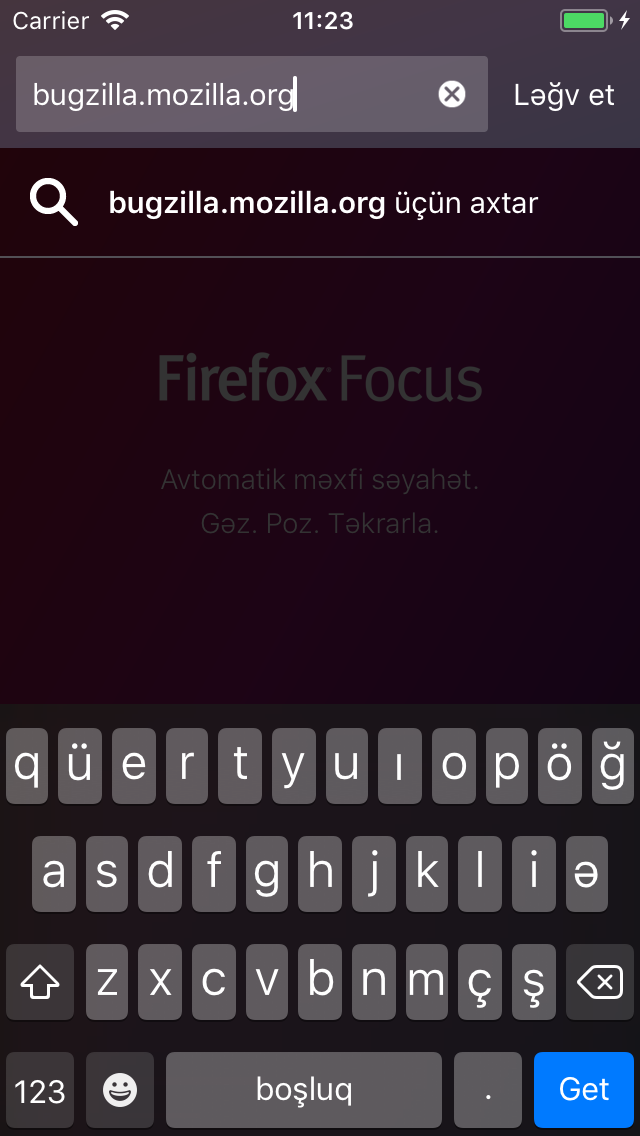 Carrier 11:23
bugzilla.mozilla.org Ləğv et
bugzilla.mozilla.org üçün axtar
Firefox Focus
Avtomatik məxfi səyahət.
Gəz. Poz. Təkrarla.
q ü e r t y u ı o p ö ğ
a s d f g h j k l i ə
z x c v b n m ç ş
123 boşluq . Get